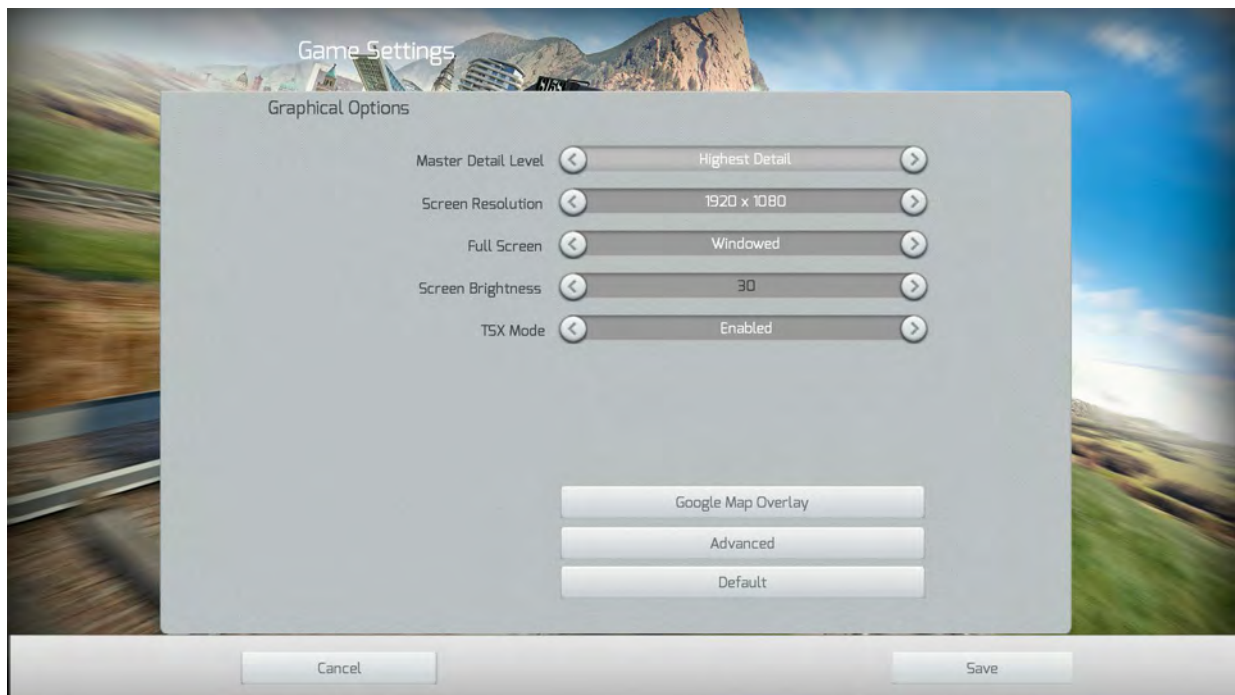 Game Settings
Graphical Options
Master Detail Level Highest Detail
Screen Resolution 1920 x 1080
Full Screen Windowed
Screen Brightness 30
TSX Mode Enabled
Google Map Overlay
Advanced
Default
Cancel Save